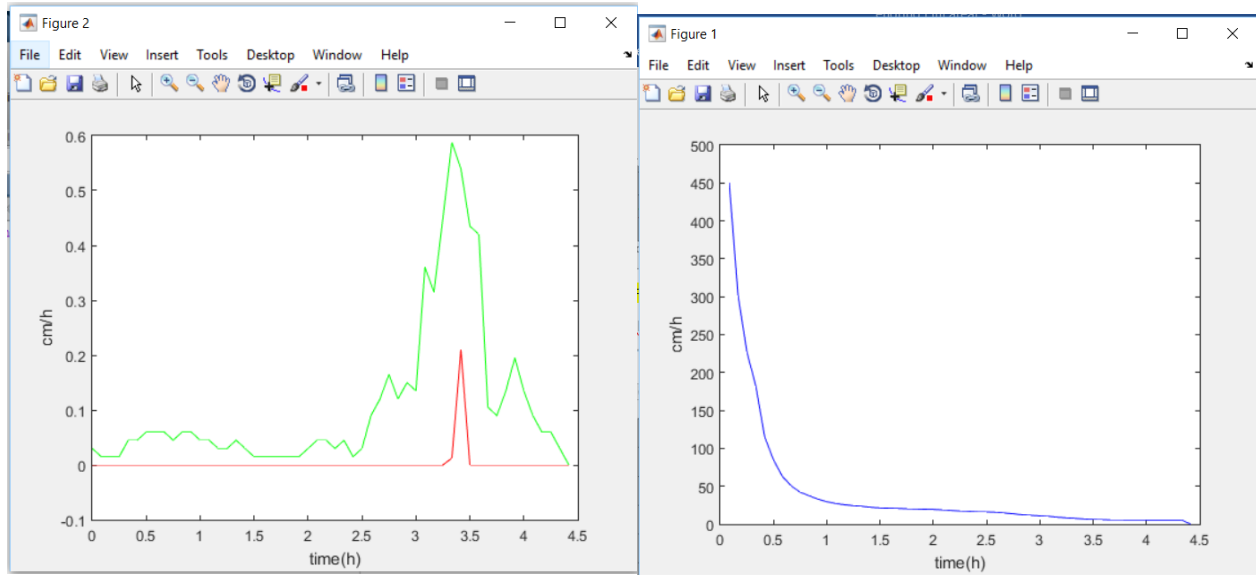 Figure 2
File Edit View Insert Tools Desktop Window Help
0.6
0.5
0.4
0.3
0.2
0.1
0
-0.1
cm/h
0 0.5 1 1.5 2 2.5 3 3.5 4 4.5
time(h)
Figure 1
File Edit View Insert Tools Desktop Window Help
500
450
400
350
300
250
200
150
100
50
0
cm/h
0 0.5 1 1.5 2 2.5 3 3.5 4 4.5
time(h)